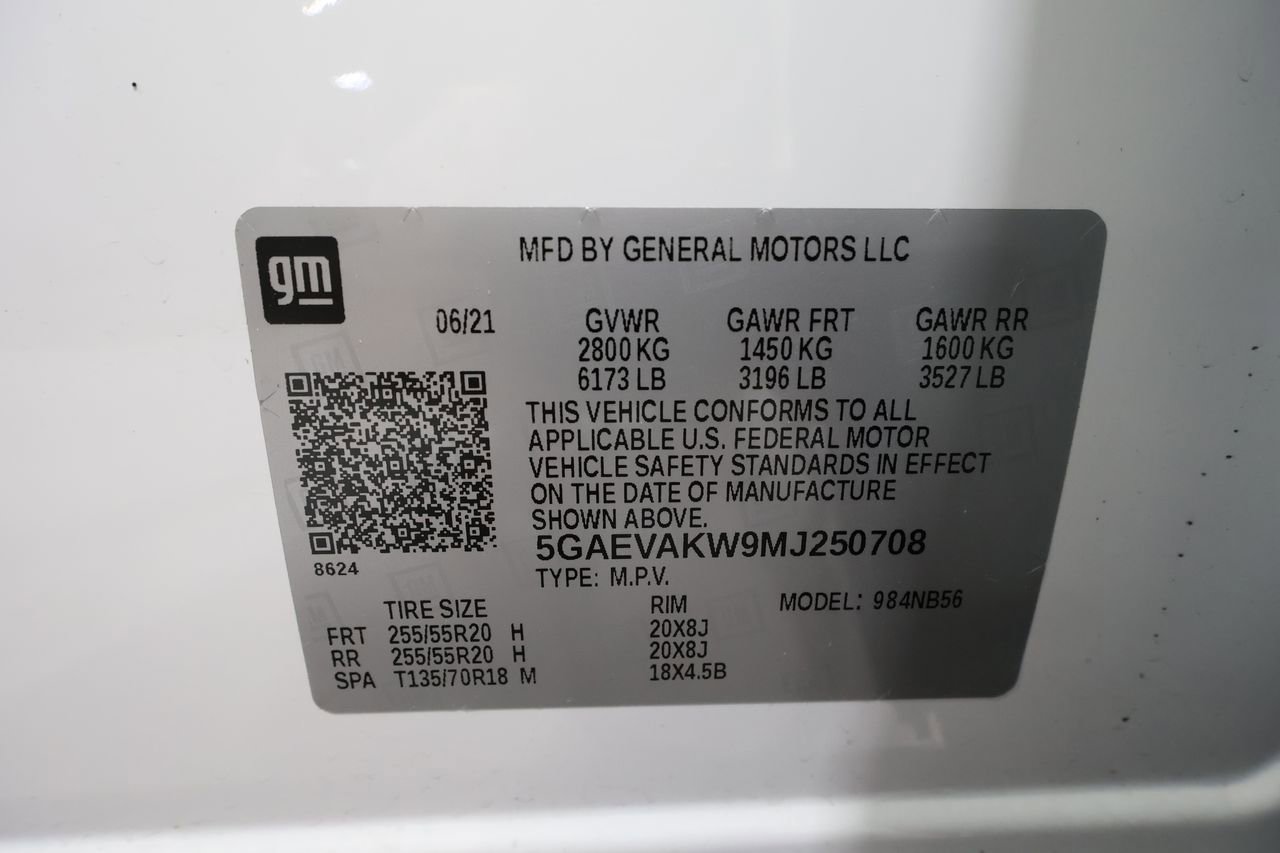 gm
MFD BY GENERAL MOTORS LLC
06/21 GVWR GAWR FRT GAWR RR
2800 KG 1450 KG 1600 KG
6173 LB 3196 LB 3527 LB
THIS VEHICLE CONFORMS TO ALL
APPLICABLE U.S. FEDERAL MOTOR
VEHICLE SAFETY STANDARDS IN EFFECT
ON THE DATE OF MANUFACTURE
SHOWN ABOVE.
5GAEVAKW9MJ250708
8624
TYPE: M.P.V.
TIRE SIZE RIM MODEL: 984NB56
FRT 255/55R20 H 20X8J
RR 255/55R20 H 20X8J
SPA T135/70R18 M 18X4.5B